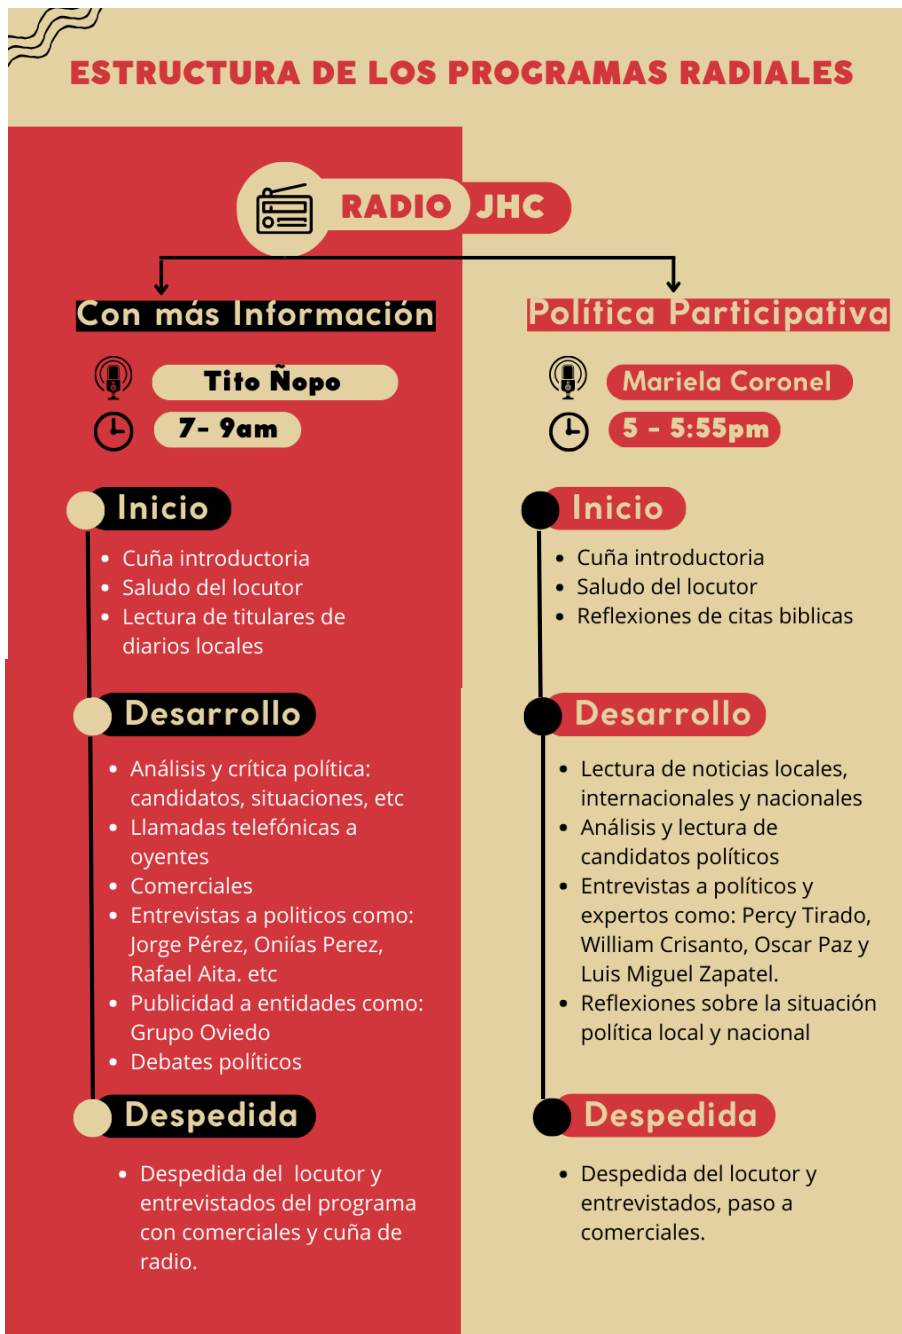 ESTRUCTURA DE LOS PROGRAMAS RADIALES
RADIO JHC
Con más Información
Tito Ñopo
7- 9am
Inicio
• Cuña introductoria
• Saludo del locutor
• Lectura de titulares de
diarios locales
Desarrollo
• Análisis y crítica política:
candidatos, situaciones, etc
• Llamadas telefónicas a
oyentes
• Comerciales
• Entrevistas a politicos como:
Jorge Pérez, Oniías Perez,
Rafael Aita. etc
• Publicidad a entidades como:
Grupo Oviedo
• Debates políticos
Despedida
• Despedida del  locutor y
entrevistados del programa
con comerciales y cuña de
radio.
Política Participativa
Mariela Coronel
5 - 5:55pm
Inicio
• Cuña introductoria
• Saludo del locutor
• Reflexiones de citas biblicas
Desarrollo
• Lectura de noticias locales,
internacionales y nacionales
• Análisis y lectura de
candidatos políticos
• Entrevistas a políticos y
expertos como: Percy Tirado,
William Crisanto, Oscar Paz y
Luis Miguel Zapatel.
• Reflexiones sobre la situación
política local y nacional
Despedida
• Despedida del locutor y
entrevistados, paso a
comerciales.